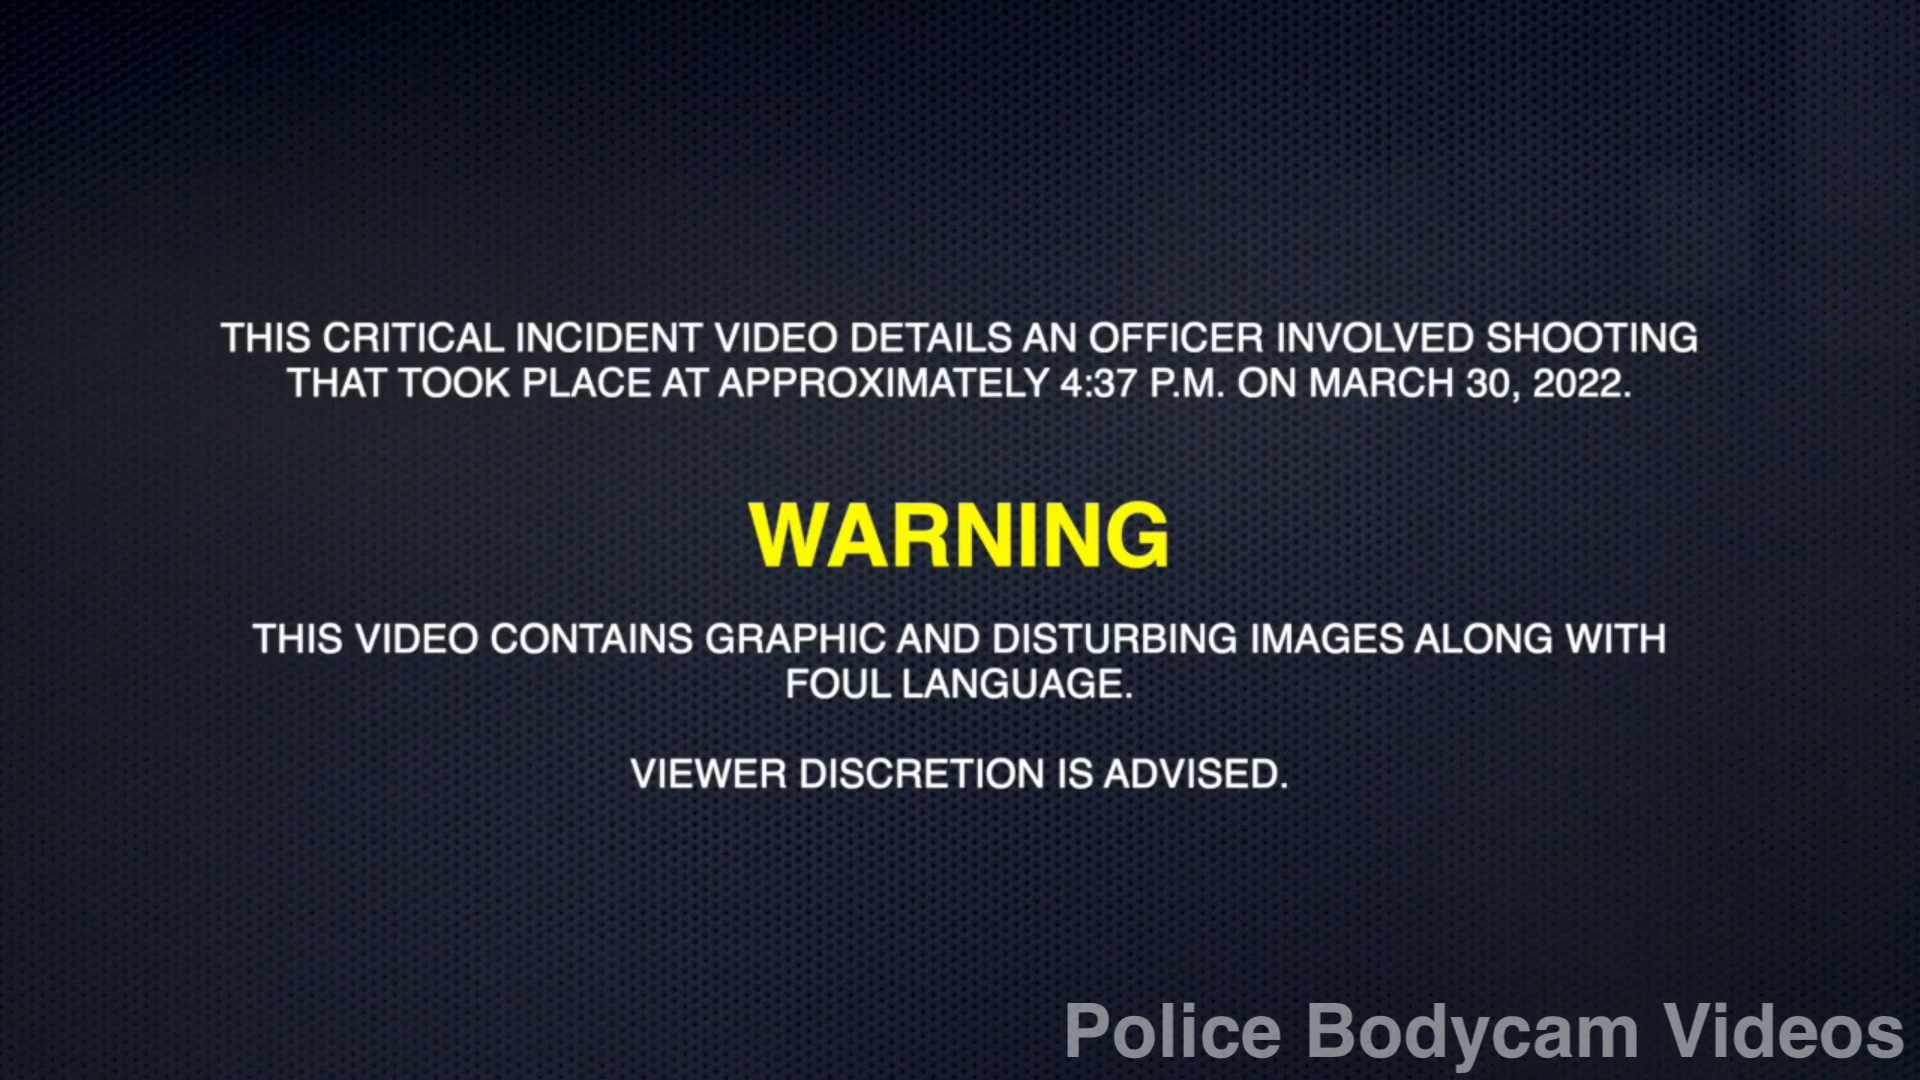 THIS CRITICAL INCIDENT VIDEO DETAILS AN OFFICER INVOLVED SHOOTING
THAT TOOK PLACE AT APPROXIMATELY 4:37 P.M. ON MARCH 30, 2022.
WARNING
THIS VIDEO CONTAINS GRAPHIC AND DISTURBING IMAGES ALONG WITH
FOUL LANGUAGE.
VIEWER DISCRETION IS ADVISED.
Police Bodycam Videos